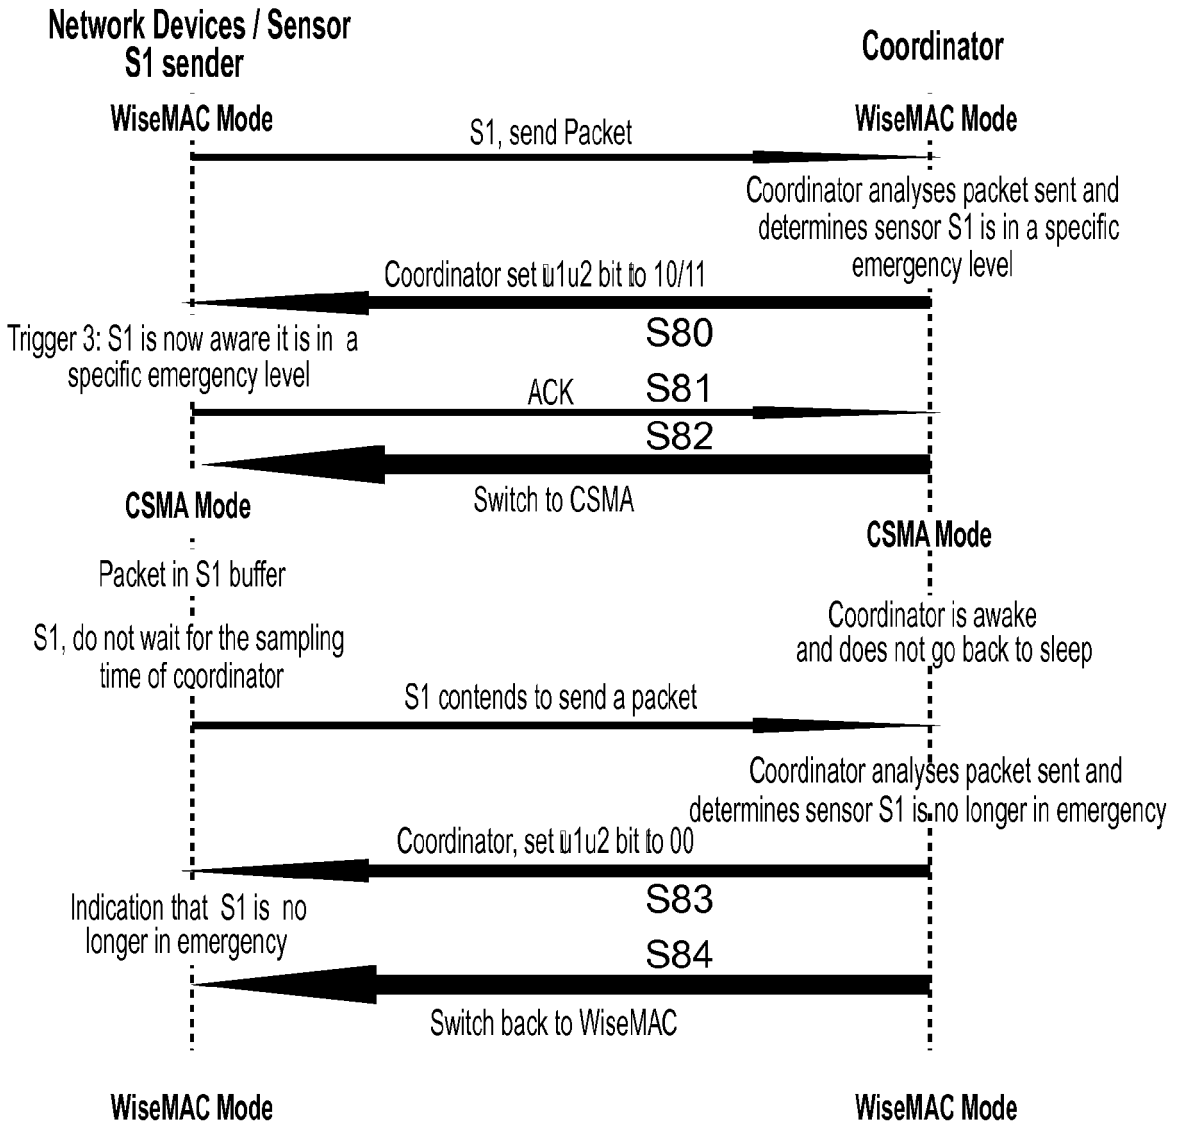 Network Devices / Sensor
S1 sender
Coordinator
WiseMAC Mode
WiseMAC Mode
S1, send Packet
Coordinator analyses packet sent and
determines sensor S1 is in a specific
emergency level
Coordinator set u1u2 bit to 10/11
S80
Trigger 3: S1 is now aware it is in a
specific emergency level
ACK
S81
S82
Switch to CSMA
CSMA Mode
CSMA Mode
Packet in S1 buffer
S1, do not wait for the sampling
time of coordinator
Coordinator is awake
and does not go back to sleep
S1 contends to send a packet
Coordinator analyses packet sent and
determines sensor S1 is no longer in emergency
Coordinator, set u1u2 bit to 00
S83
Indication that S1 is no
longer in emergency
S84
Switch back to WiseMAC
WiseMAC Mode
WiseMAC Mode